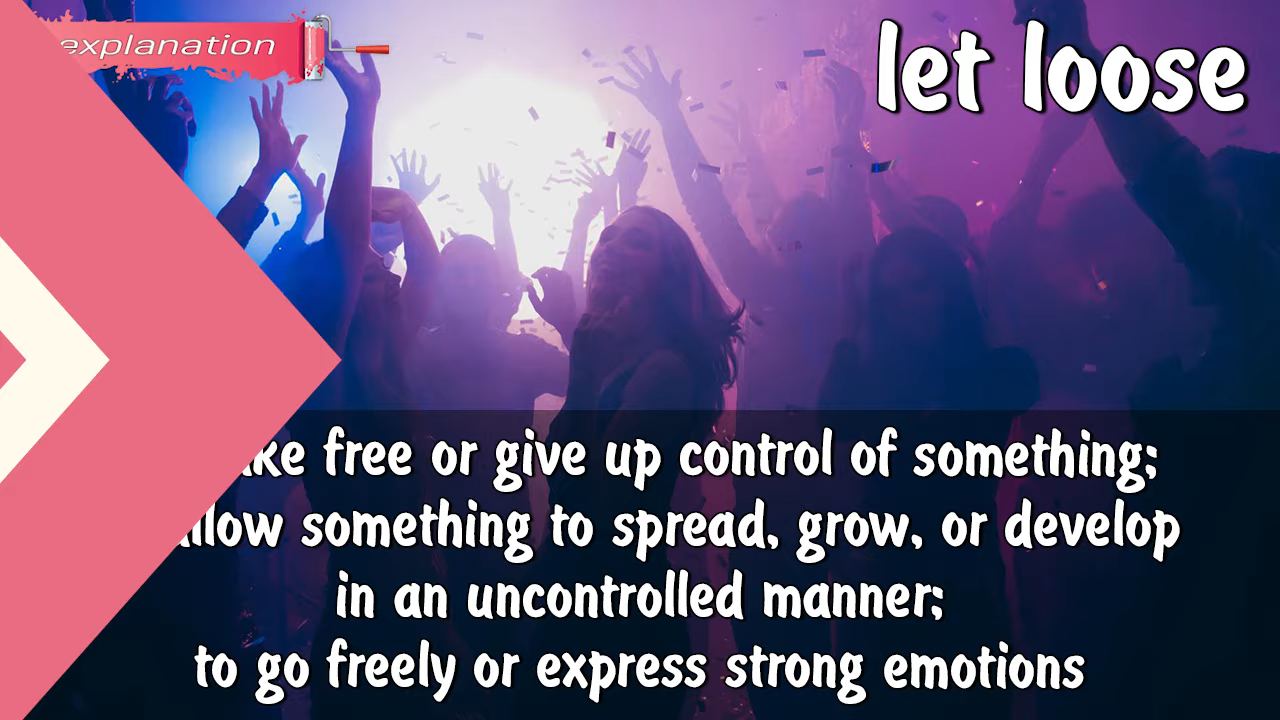 explanation
let loose
free or give up control of something;
something to spread, grow, or develop
in an uncontrolled manner;
to go freely or express strong emotions